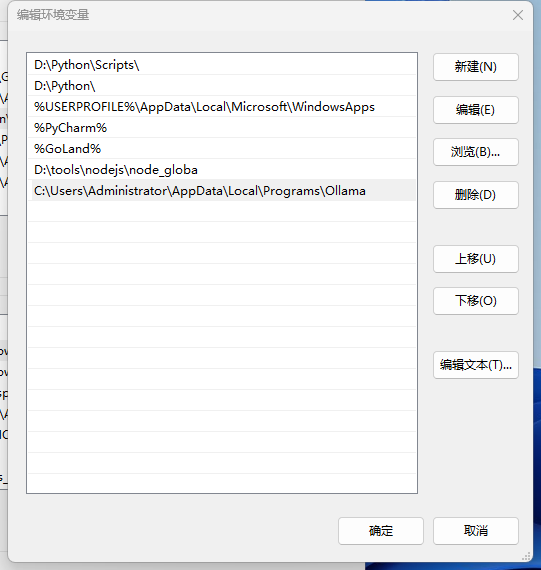 编辑环境变量
D:\Python\Scripts\
D:\Python\
%USERPROFILE%\AppData\Local\Microsoft\WindowsApps
%PyCharm%
%GoLand%
D:\tools\nodejs\node_globa
C:\Users\Administrator\AppData\Local\Programs\Ollama
新建(N)
编辑(E)
浏览(B)...
删除(D)
上移(U)
下移(O)
编辑文本(T)...
确定
取消